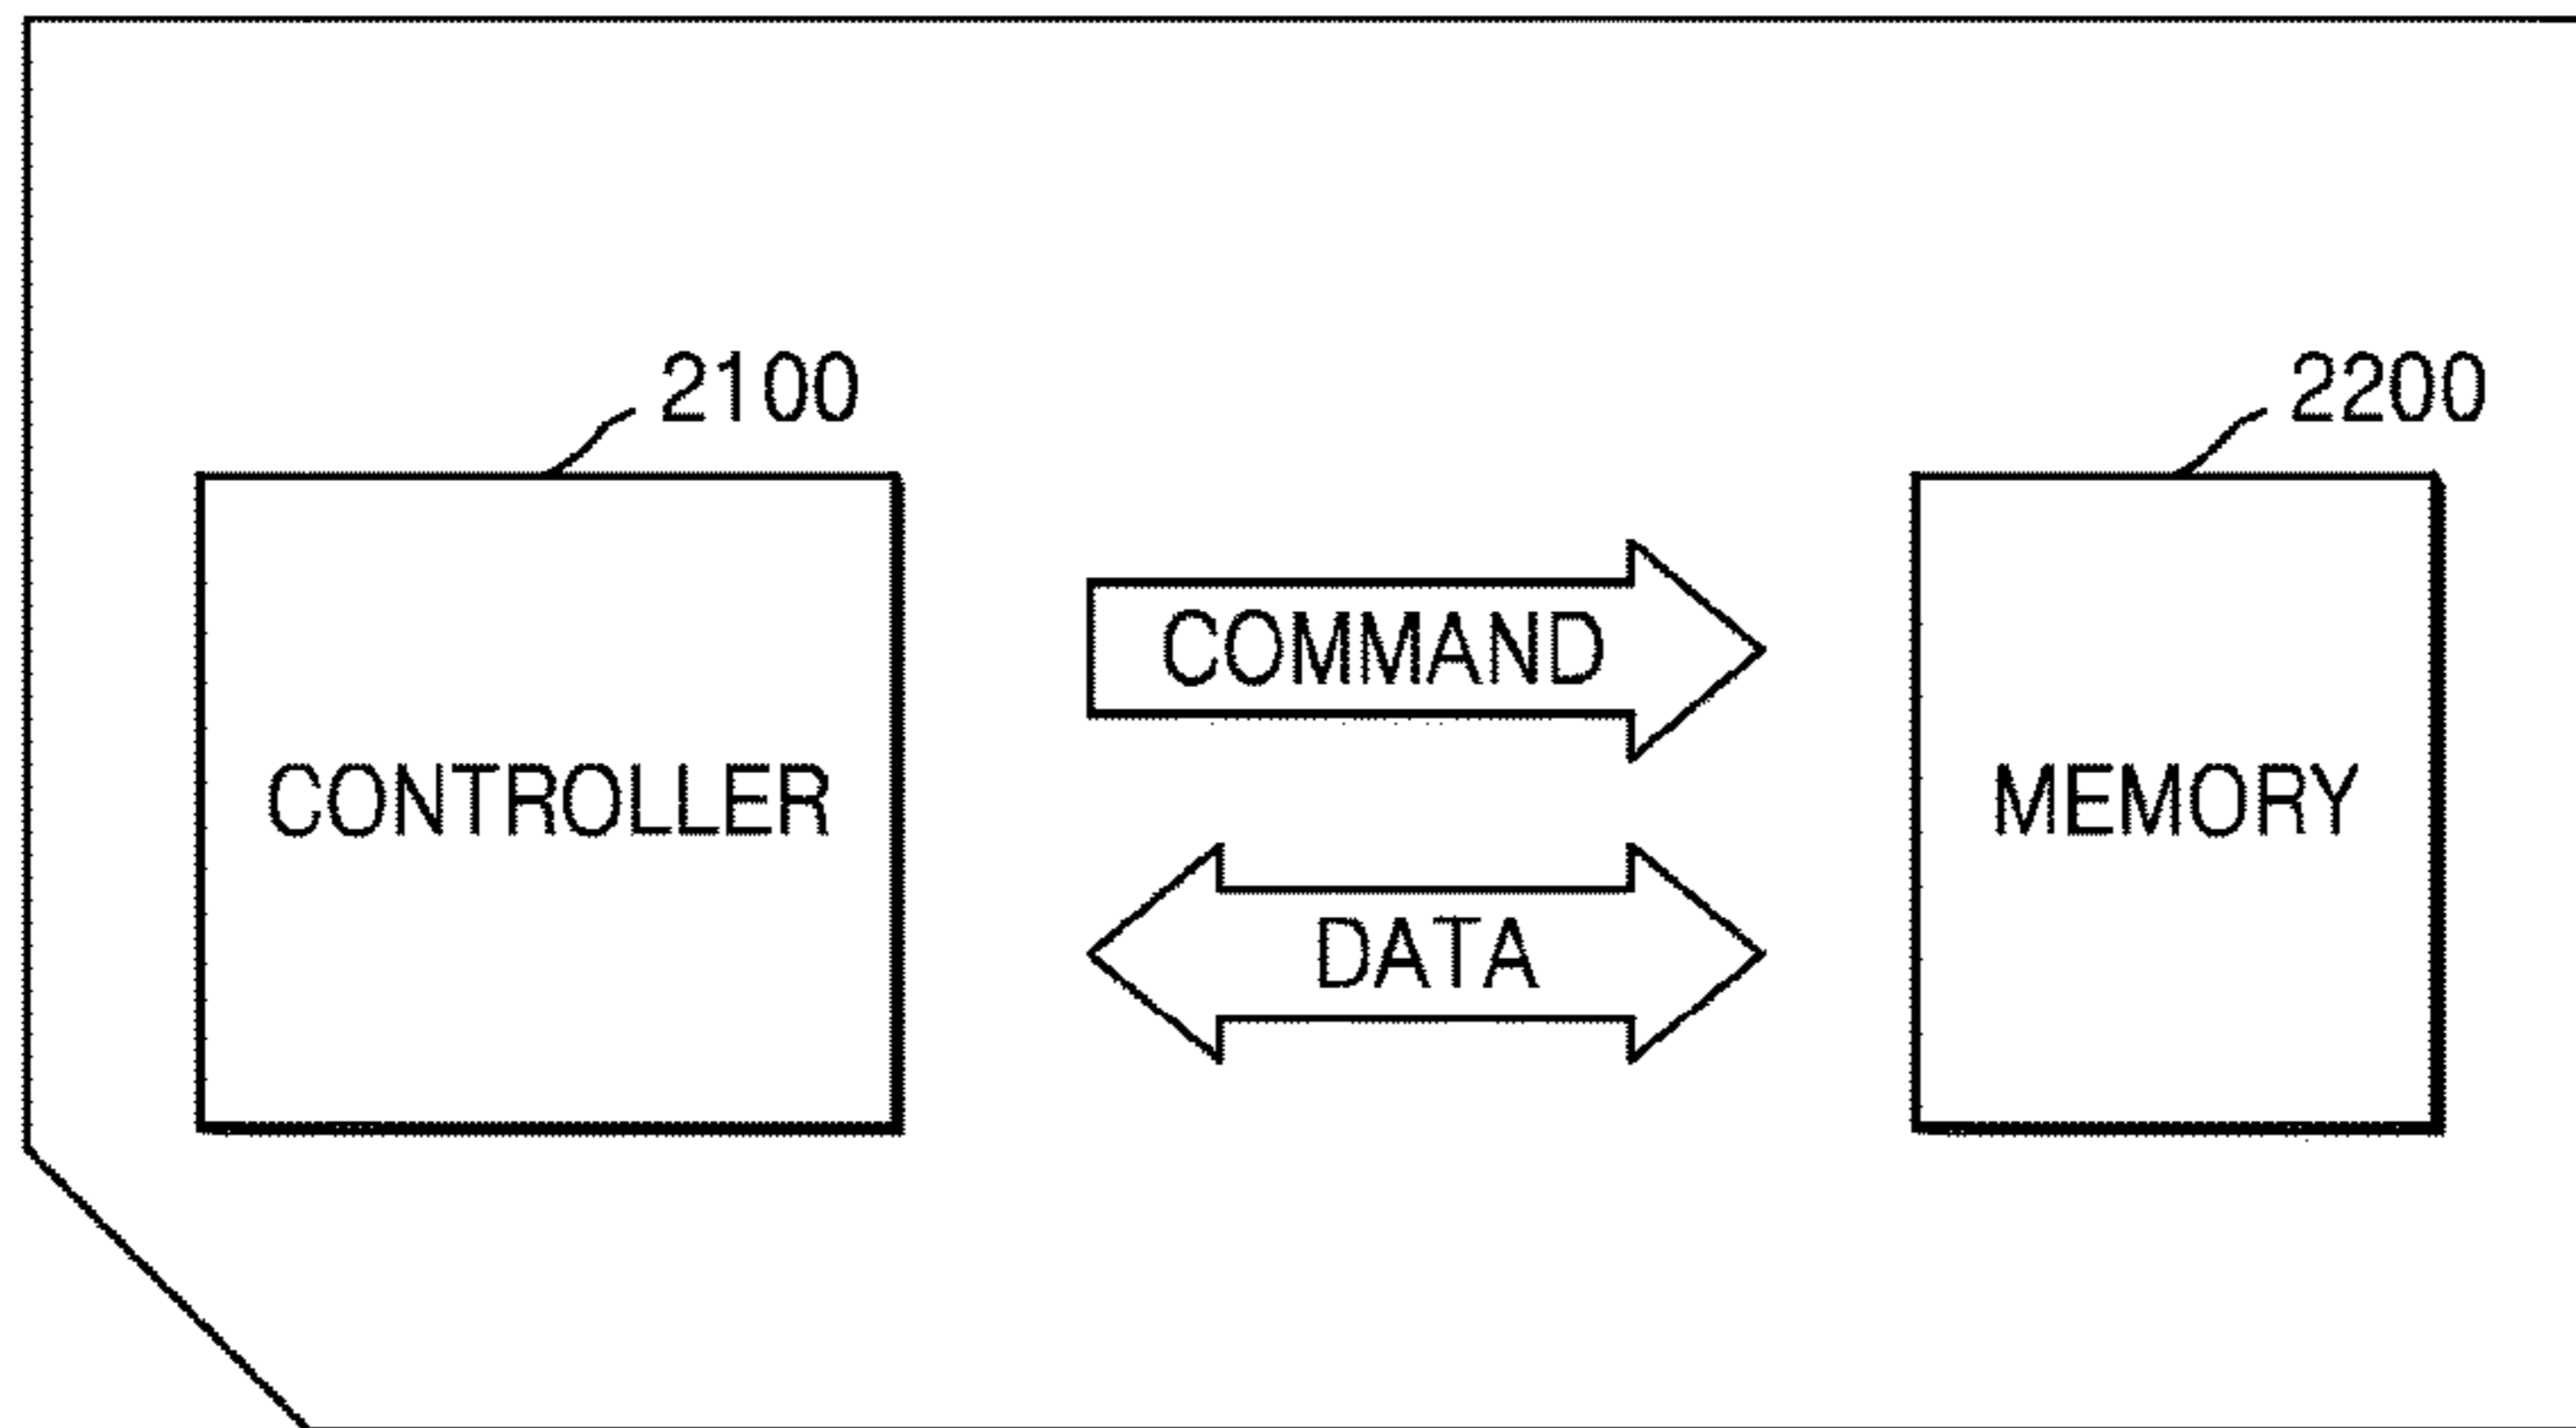 2100
2200
COMMAND
CONTROLLER
MEMORY
DATA